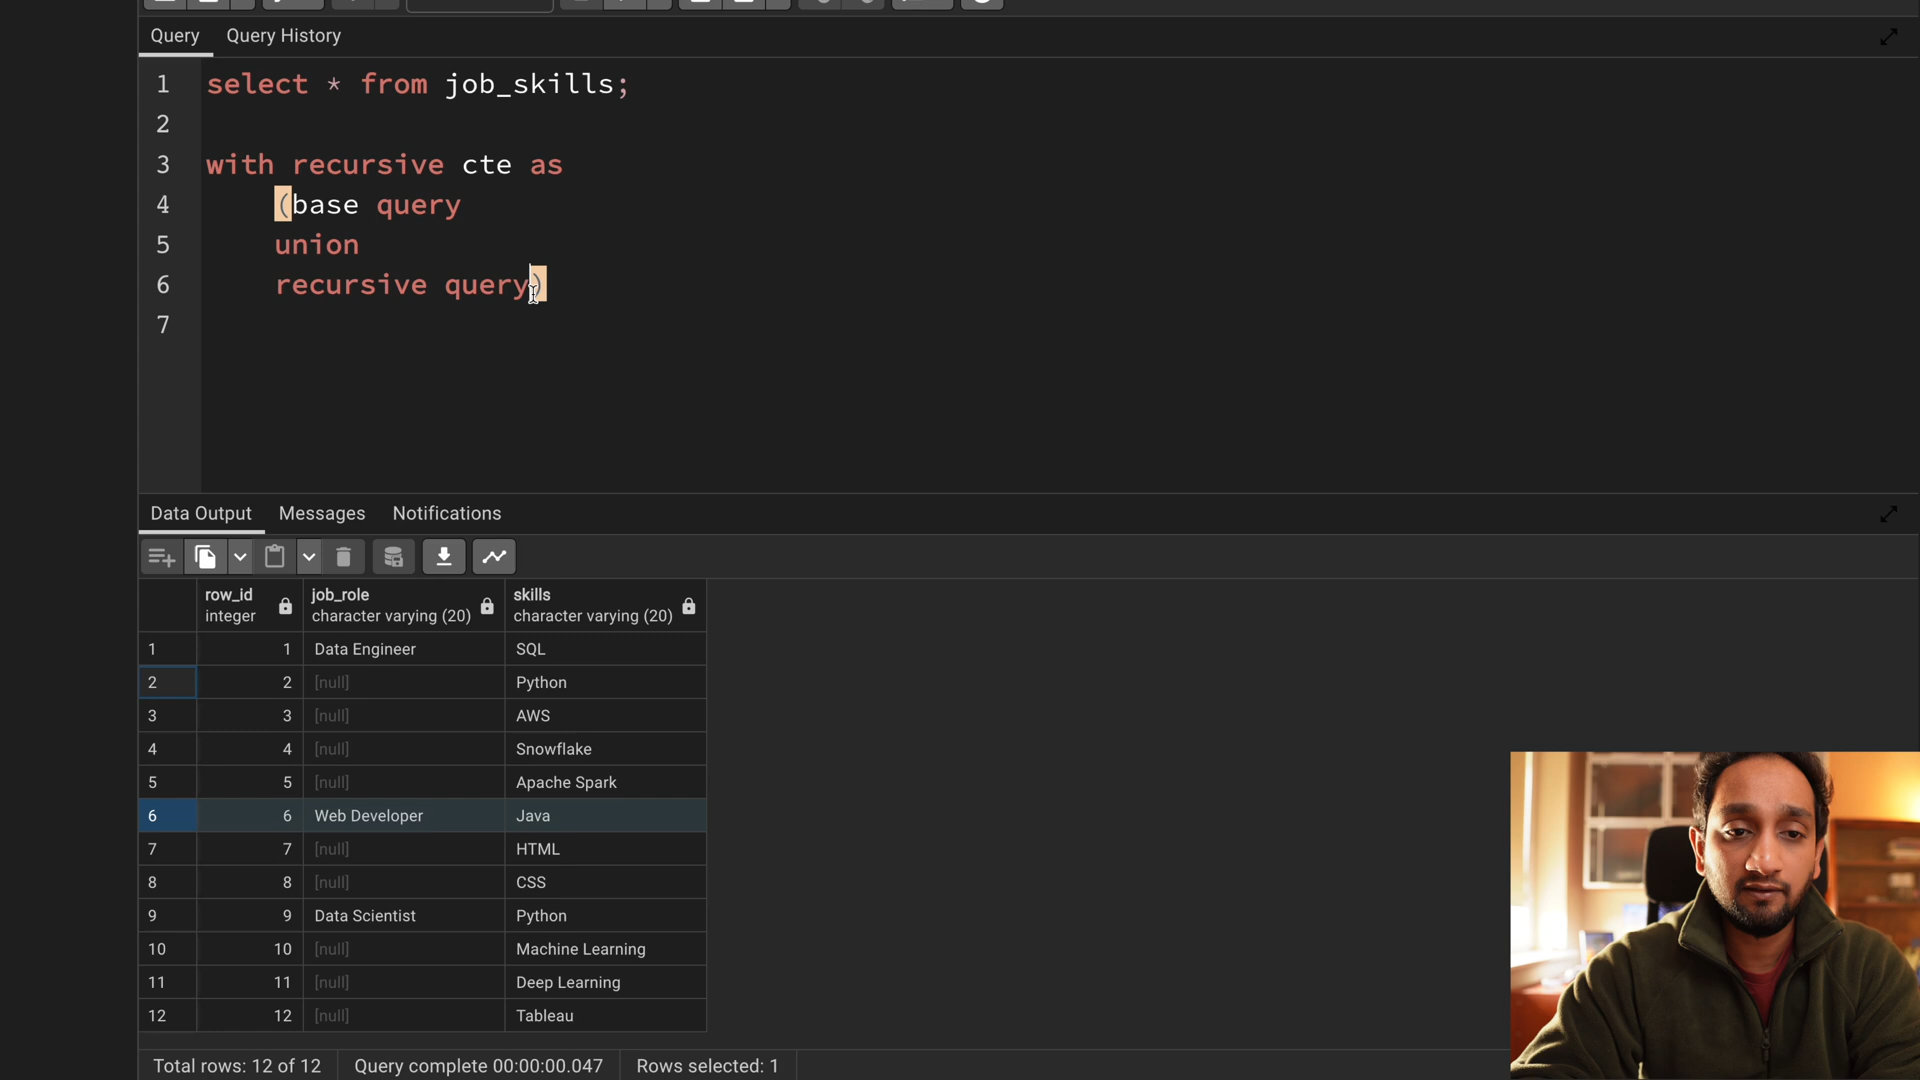 Query Query History
1 select * from job_skills;
2
3 with recursive cte as
4 (base query
5 union
6 recursive query)
7
Data Output Messages Notifications
row_id job_role skills
integer character varying (20) character varying (20)
1 1 Data Engineer SQL
2 2 [null] Python
3 3 [null] AWS
4 4 [null] Snowflake
5 5 [null] Apache Spark
6 6 Web Developer Java
7 7 [null] HTML
8 8 [null] CSS
9 9 Data Scientist Python
10 10 [null] Machine Learning
11 11 [null] Deep Learning
12 12 [null] Tableau
Total rows: 12 of 12 Query complete 00:00:00.047 Rows selected: 1